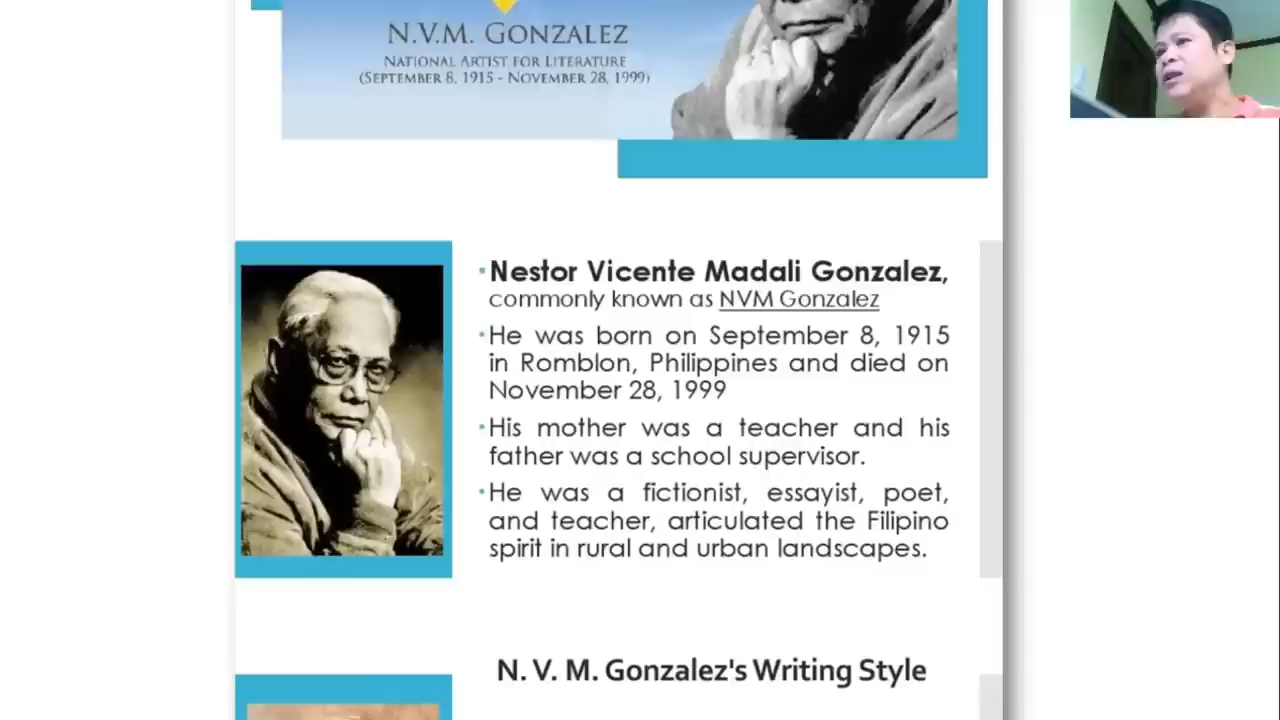 N.V.M. GONZALEZ
NATIONAL ARTIST FOR LITERATURE
(SEPTEMBER 8, 1915 - NOVEMBER 28, 1999)
Nestor Vicente Madali Gonzalez,
commonly known as NVM Gonzalez
He was born on September 8, 1915
in Romblon, Philippines and died on
November 28, 1999
His mother was a teacher and his
father was a school supervisor.
He was a fictionist, essayist, poet,
and teacher, articulated the Filipino
spirit in rural and urban landscapes.
N. V. M. Gonzalez's Writing Style